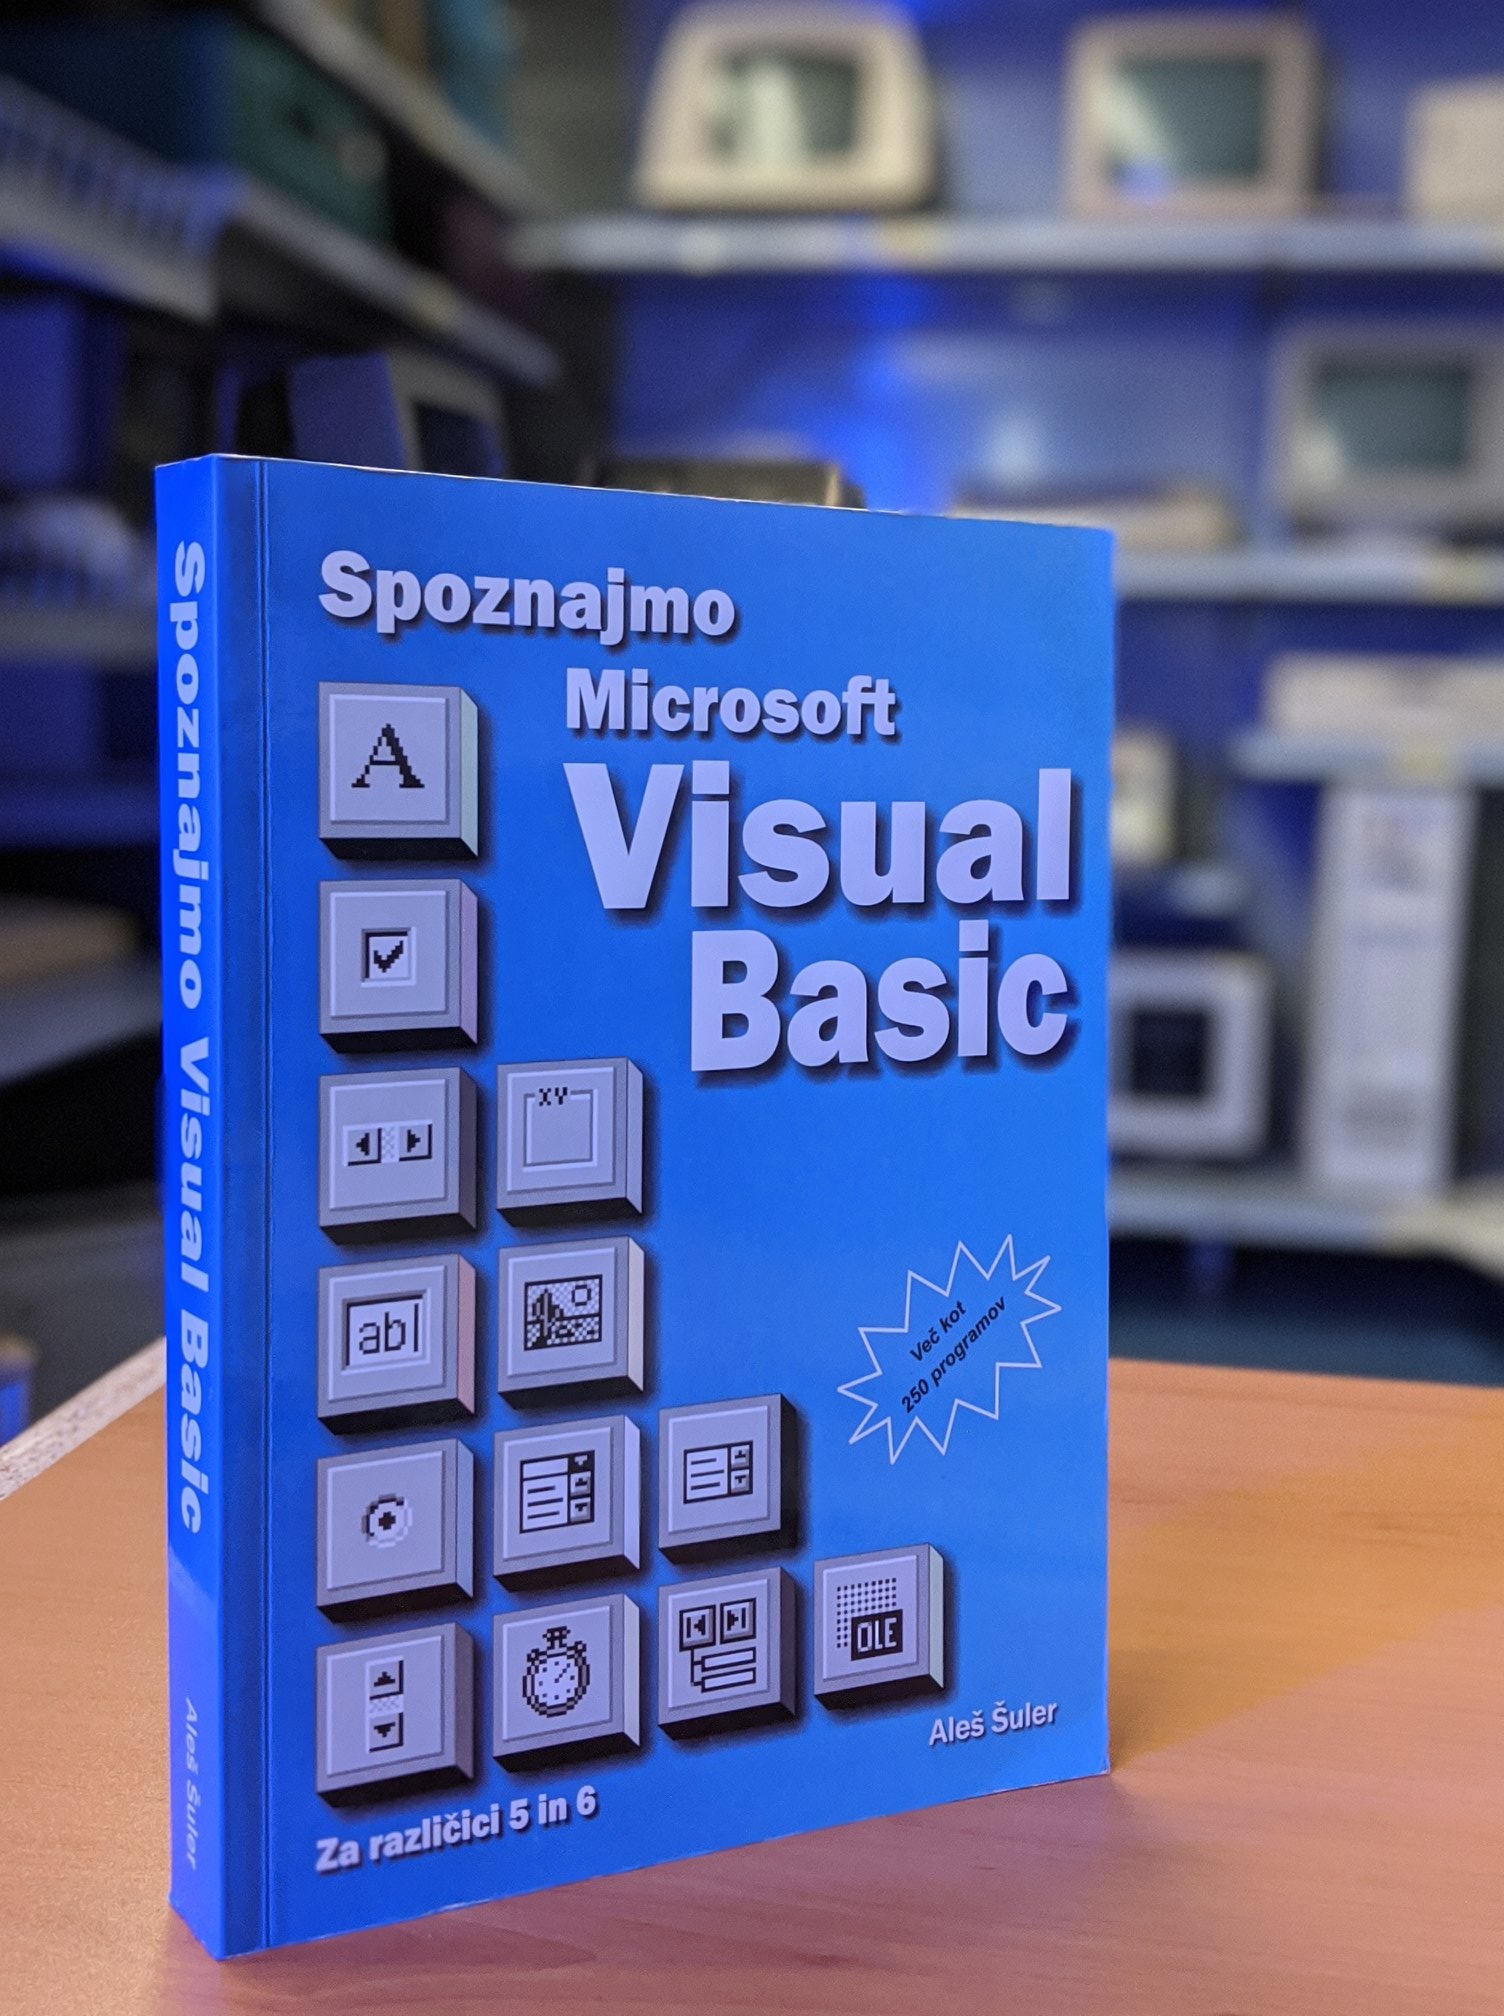 Spoznajmo
Microsoft
Visual
Basic
A
XY
abl
OLE
Več kot
250 programov
Aleš Šuler
Za različici 5 in 6
Spoznajmo Visual Basic
Aleš Šuler